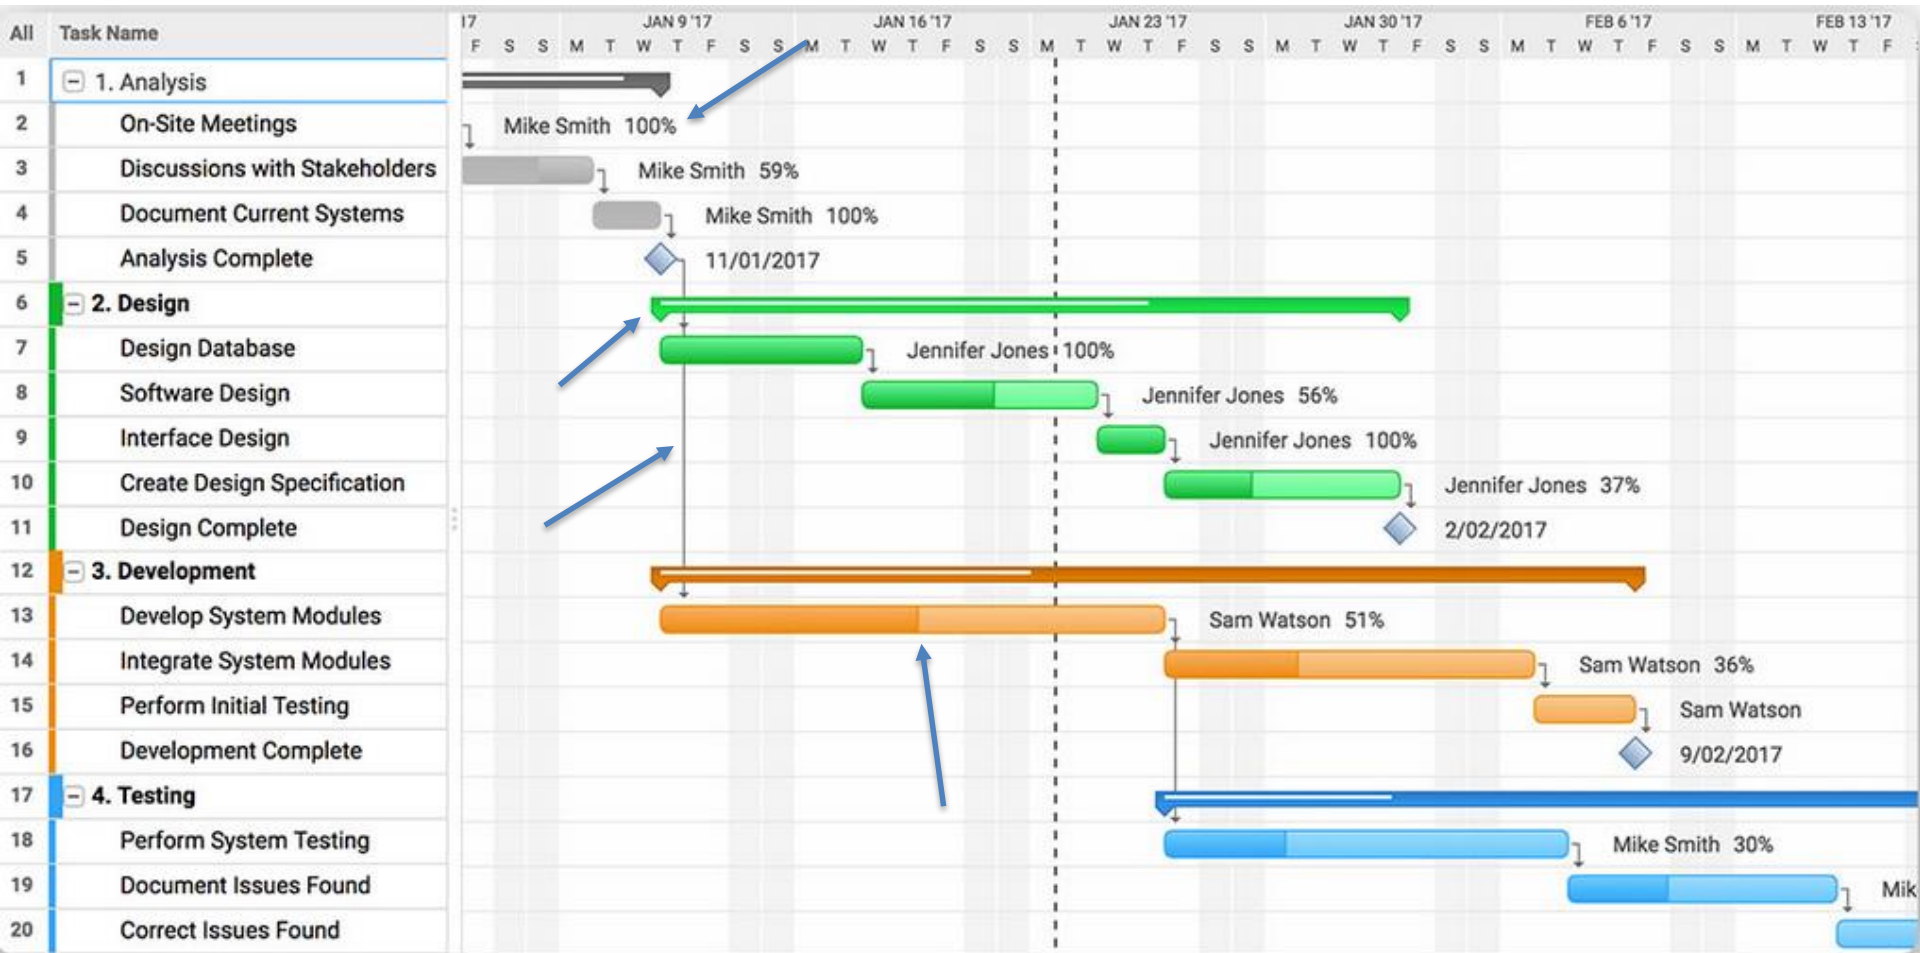 All Task Name 17 JAN 9 '17 JAN 16 '17 JAN 23 '17 JAN 30 '17 FEB 6 '17 FEB 13 '17
F S S M T W T F S S M T W T F S S M T W T F S S M T W T F S S M T W T F S S M T W T F
1 1. Analysis
2 On-Site Meetings Mike Smith 100%
3 Discussions with Stakeholders Mike Smith 59%
4 Document Current Systems Mike Smith 100%
5 Analysis Complete 11/01/2017
6 2. Design
7 Design Database Jennifer Jones 100%
8 Software Design Jennifer Jones 56%
9 Interface Design Jennifer Jones 100%
10 Create Design Specification Jennifer Jones 37%
11 Design Complete 2/02/2017
12 3. Development
13 Develop System Modules Sam Watson 51%
14 Integrate System Modules Sam Watson 36%
15 Perform Initial Testing Sam Watson
16 Development Complete 9/02/2017
17 4. Testing
18 Perform System Testing Mike Smith 30%
19 Document Issues Found Mik
20 Correct Issues Found